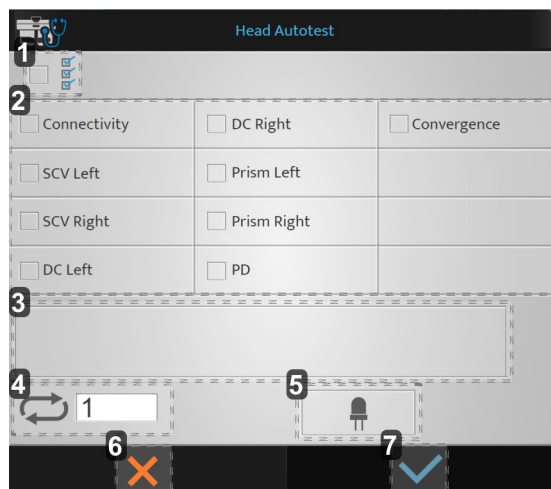 Head Autotest
1
2
Connectivity DC Right Convergence
SCV Left Prism Left
SCV Right Prism Right
DC Left PD
3
4 5
1
6 7